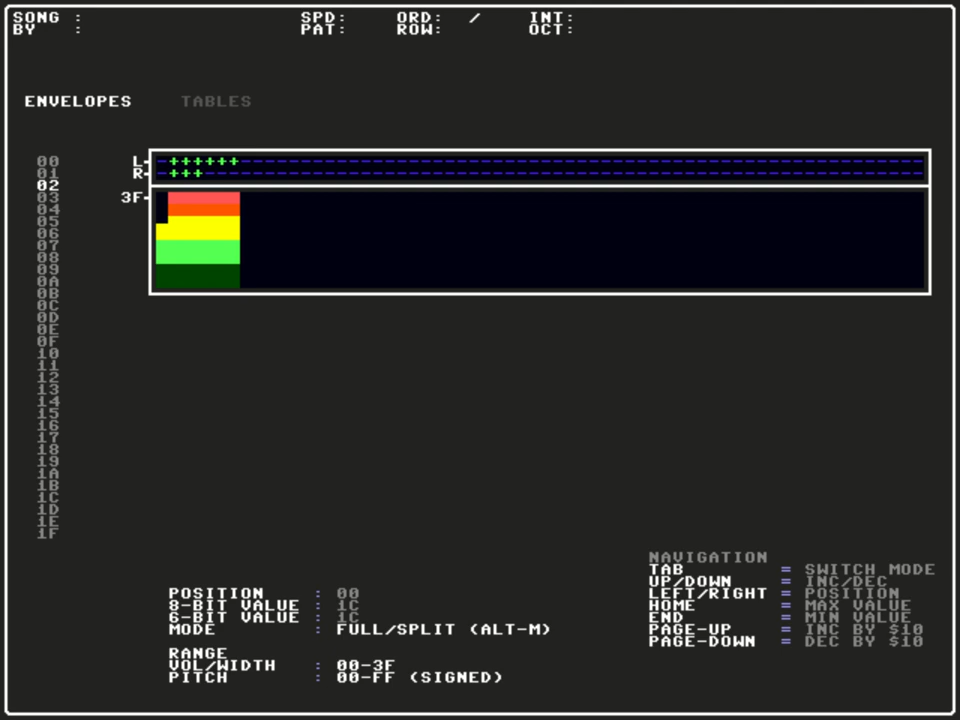 SONG : SPD: ORD: / INT:
BY : PAT: ROW: OCT:
ENVELOPES TABLES
00 L- -++++++---------------------------------------------------------
01 R- -+++------------------------------------------------------------
02
03 3F-
04
05
06
07
08
09
0A
0B
0C
0D
0E
0F
10
11
12
13
14
15
16
17
18
19
1A
1B
1C
1D
1E
1F
POSITION : 00
8-BIT VALUE : 1C
6-BIT VALUE : 1C
MODE : FULL/SPLIT (ALT-M)
RANGE
VOL/WIDTH : 00-3F
PITCH : 00-FF (SIGNED)
NAVIGATION
TAB = SWITCH MODE
UP/DOWN = INC/DEC
LEFT/RIGHT = POSITION
HOME = MAX VALUE
END = MIN VALUE
PAGE-UP = INC BY $10
PAGE-DOWN = DEC BY $10